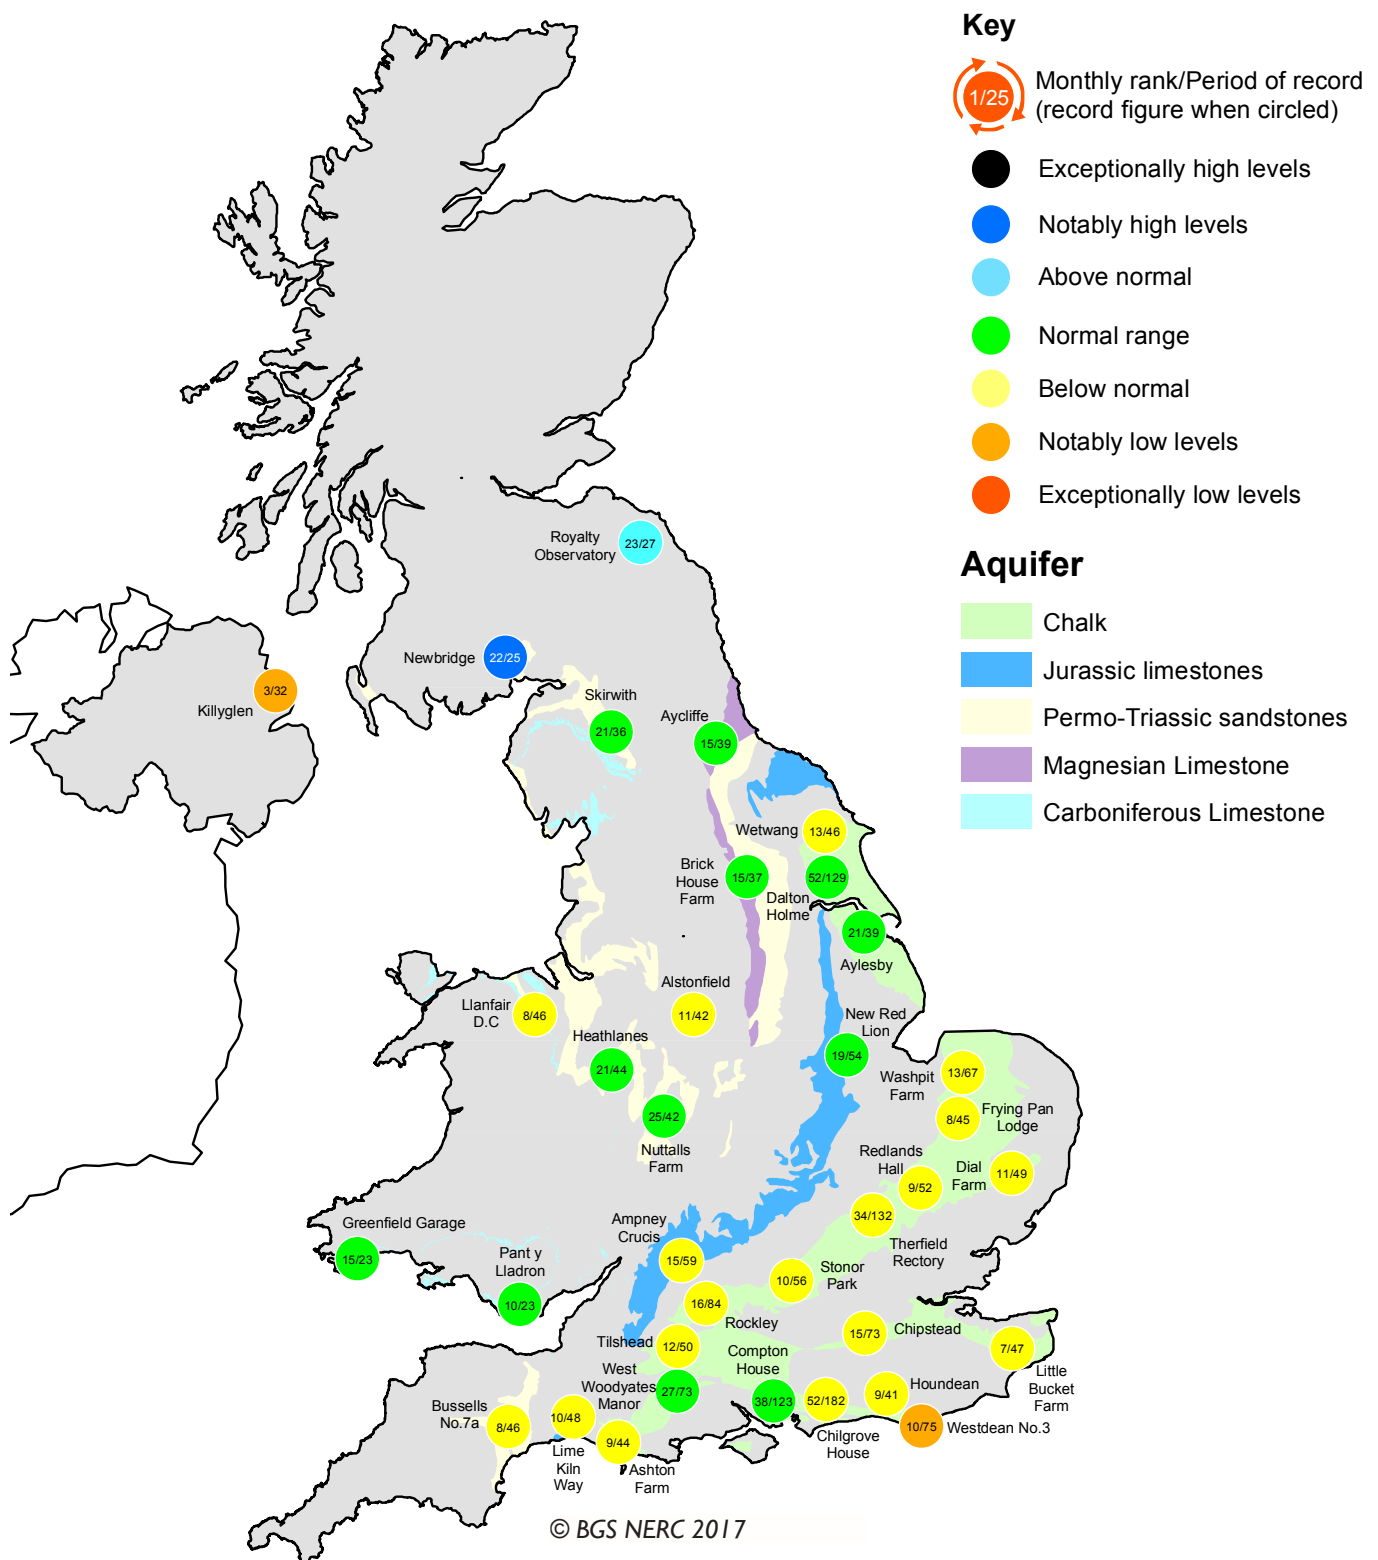 Key
1/25
Monthly rank/Period of record
(record figure when circled)
Exceptionally high levels
Notably high levels
Above normal
Normal range
Below normal
Notably low levels
Exceptionally low levels
Aquifer
Chalk
Jurassic limestones
Permo-Triassic sandstones
Magnesian Limestone
Carboniferous Limestone
Royalty
Observatory
23/27
Newbridge
22/25
Killyglen
3/32
Skirwith
21/36
Aycliffe
15/39
Wetwang
13/46
Brick
House
Farm
15/37
Dalton
Holme
52/129
21/39
Aylesby
Llanfair
D.C
8/46
Alstonfield
11/42
Heathlanes
21/44
New Red
Lion
19/54
Washpit
Farm
13/67
Frying Pan
Lodge
8/45
25/42
Nuttalls
Farm
Redlands
Hall
9/52
Dial
Farm
11/49
34/132
Therfield
Rectory
Greenfield Garage
15/23
Pant y
Lladron
10/23
Ampney
Crucis
15/59
Stonor
Park
10/56
16/84
Rockley
Tilshead
12/50
Chipstead
15/73
7/47
Little
Bucket
Farm
Compton
House
38/123
West
Woodyates
Manor
27/73
Houndean
9/41
52/182
Chilgrove
House
10/75
Westdean No.3
Bussells
No.7a
8/46
10/48
Lime
Kiln
Way
9/44
Ashton
Farm
© BGS NERC 2017